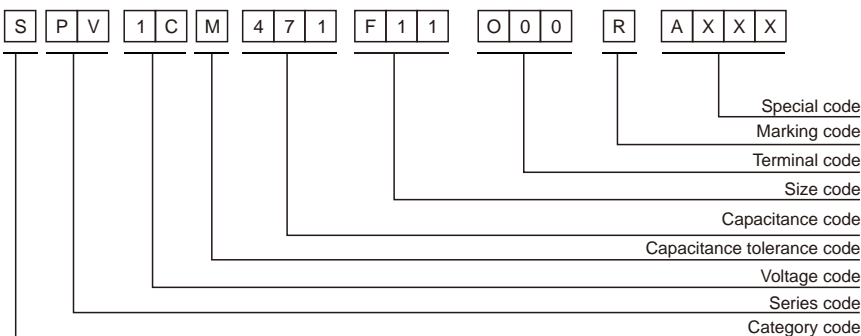 S P V 1 C M 4 7 1 F 1 1 O 0 0 R A X X X
Special code
Marking code
Terminal code
Size code
Capacitance code
Capacitance tolerance code
Voltage code
Series code
Category code